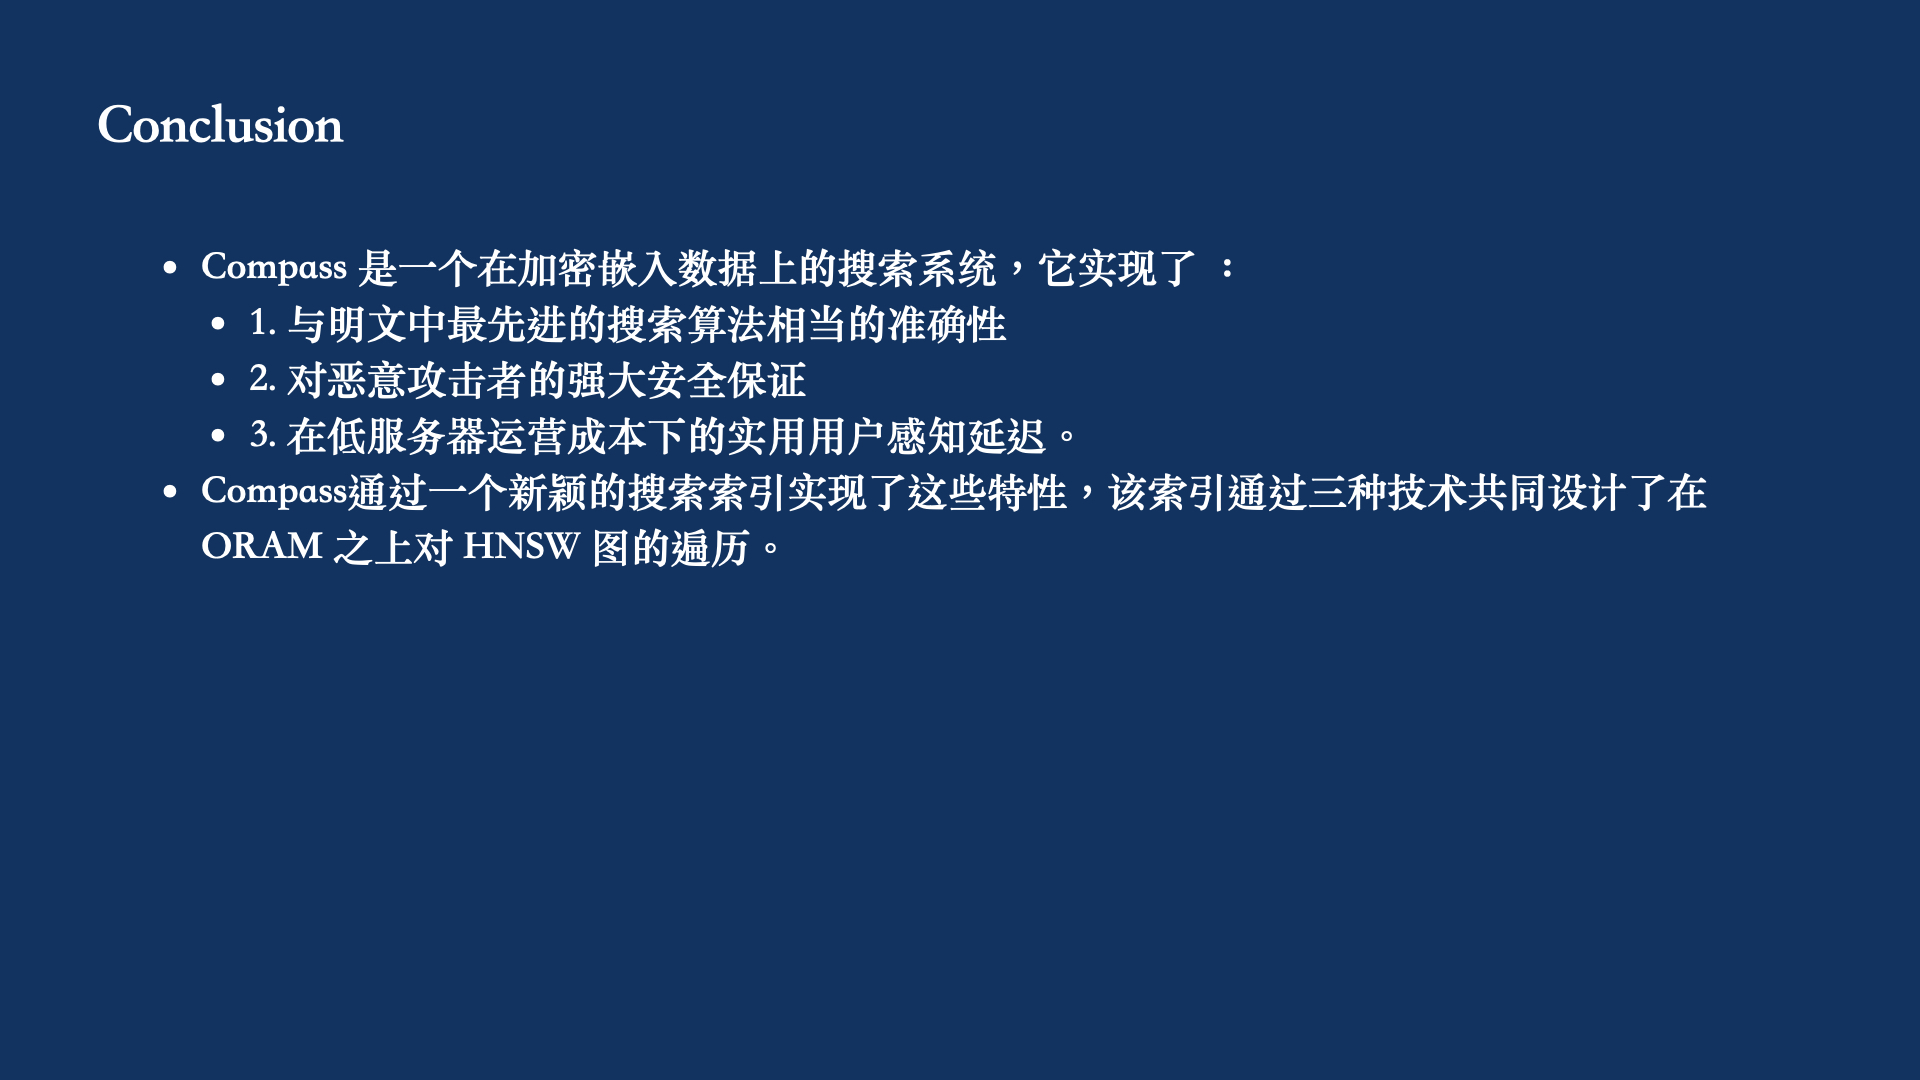 Conclusion
• Compass 是一个在加密嵌入数据上的搜索系统，它实现了 ：
• 1. 与明文中最先进的搜索算法相当的准确性
• 2. 对恶意攻击者的强大安全保证
• 3. 在低服务器运营成本下的实用用户感知延迟。
• Compass通过一个新颖的搜索索引实现了这些特性，该索引通过三种技术共同设计了在
ORAM 之上对 HNSW 图的遍历。